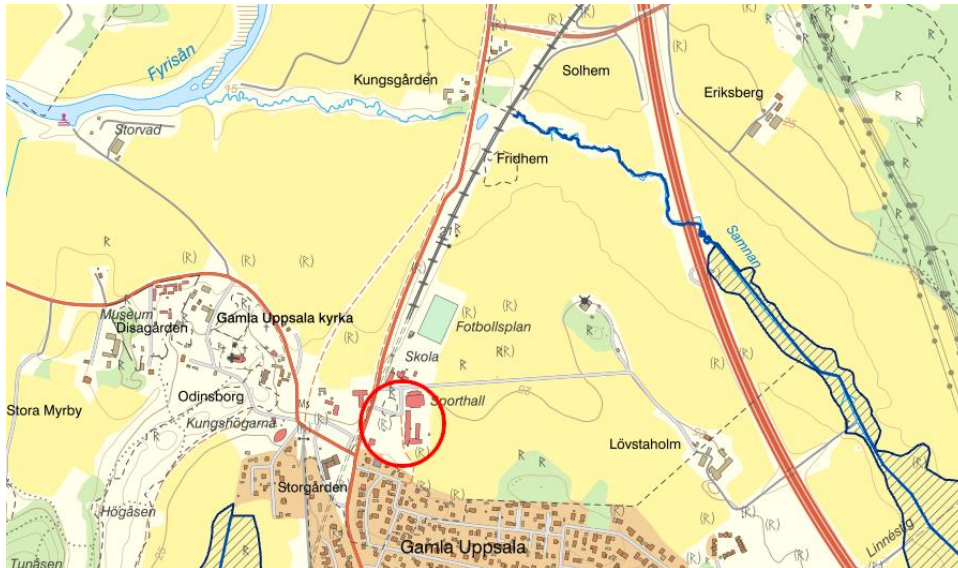 Fyrisån
Kungsgården
Solhem
Eriksberg
Storvad
Fridhem
Samnan
Museum
Disagården
Gamla Uppsala kyrka
Fotbollsplan
Skola
Odinsborg
Sporthall
Stora Myrby
Kungshögarna
Lövstaholm
Storgården
Högåsen
Linnéstig
Gamla Uppsala
Tunåsen